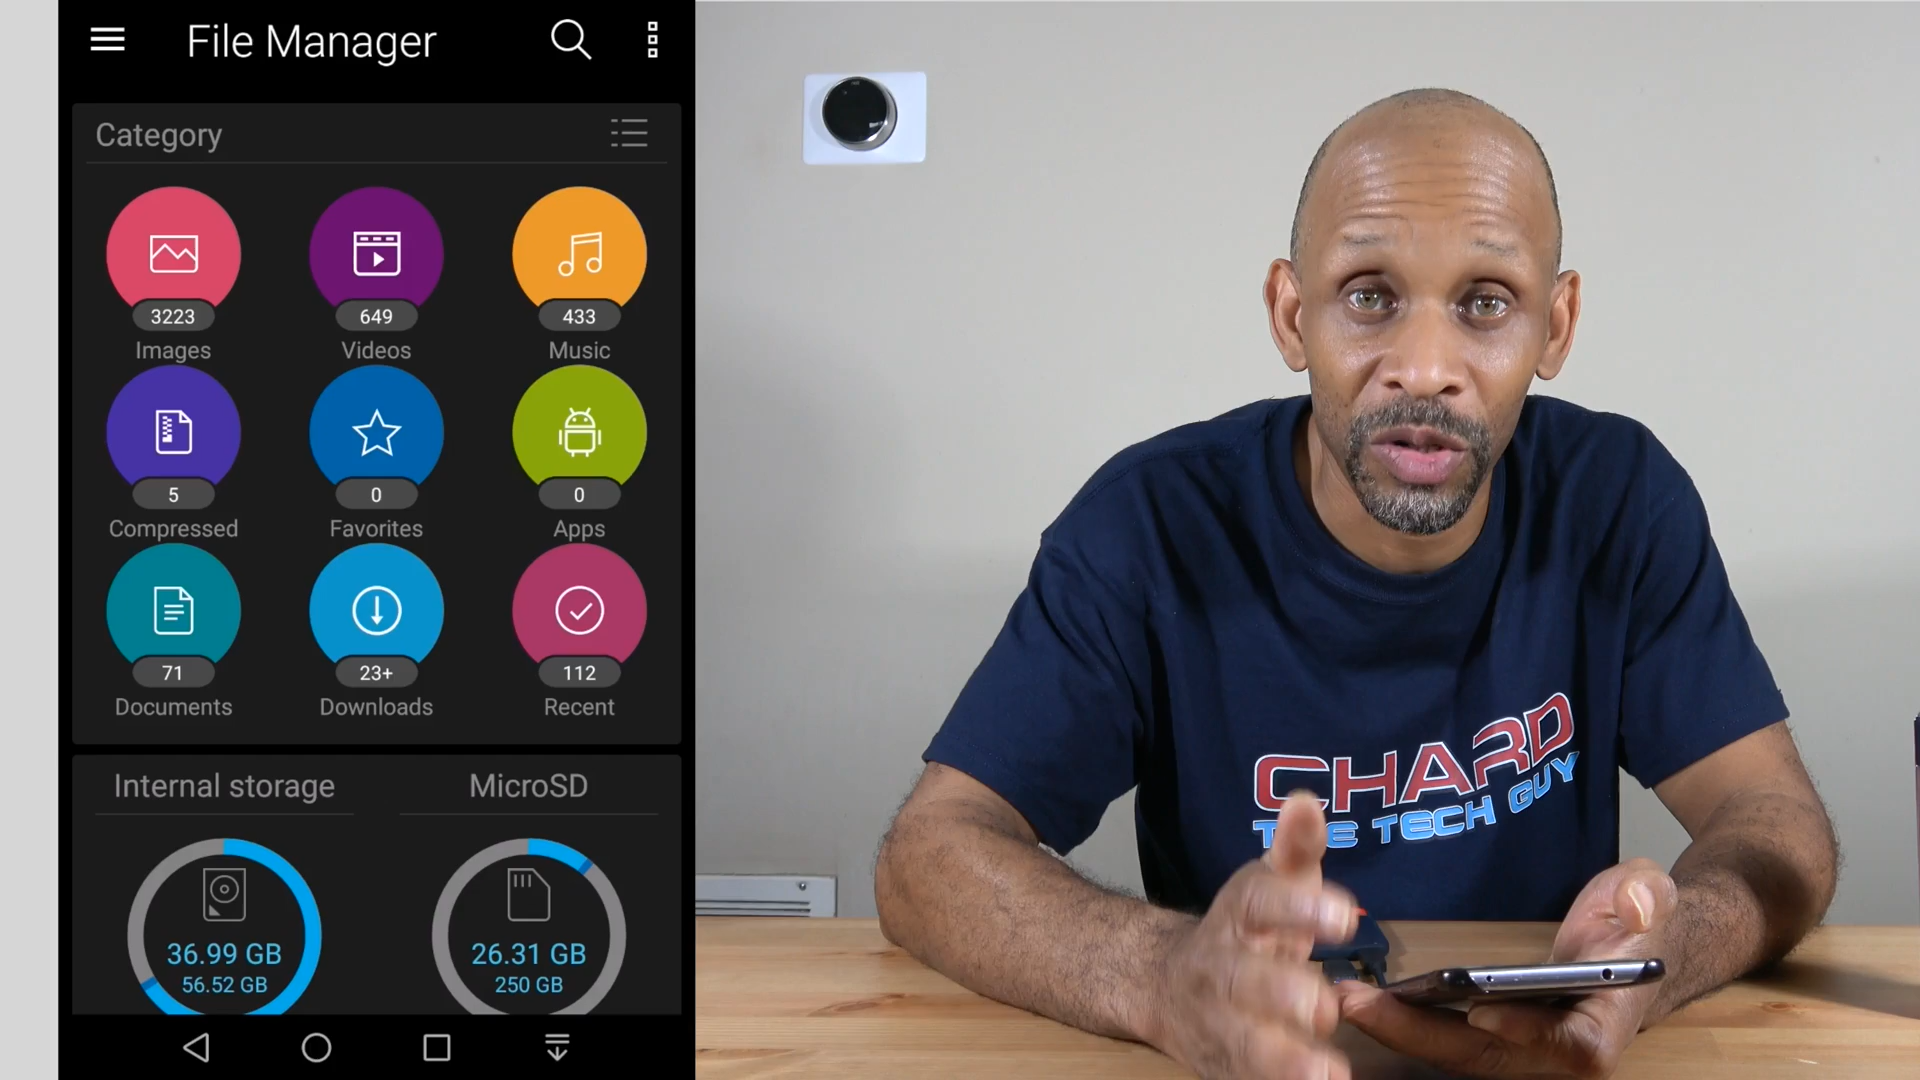 File Manager
Category
3223
649
433
Images
Videos
Music
5
0
0
Compressed
Favorites
Apps
71
23+
112
Documents
Downloads
Recent
Internal storage
MicroSD
36.99 GB
56.52 GB
26.31 GB
250 GB
CHARD
THE TECH GUY